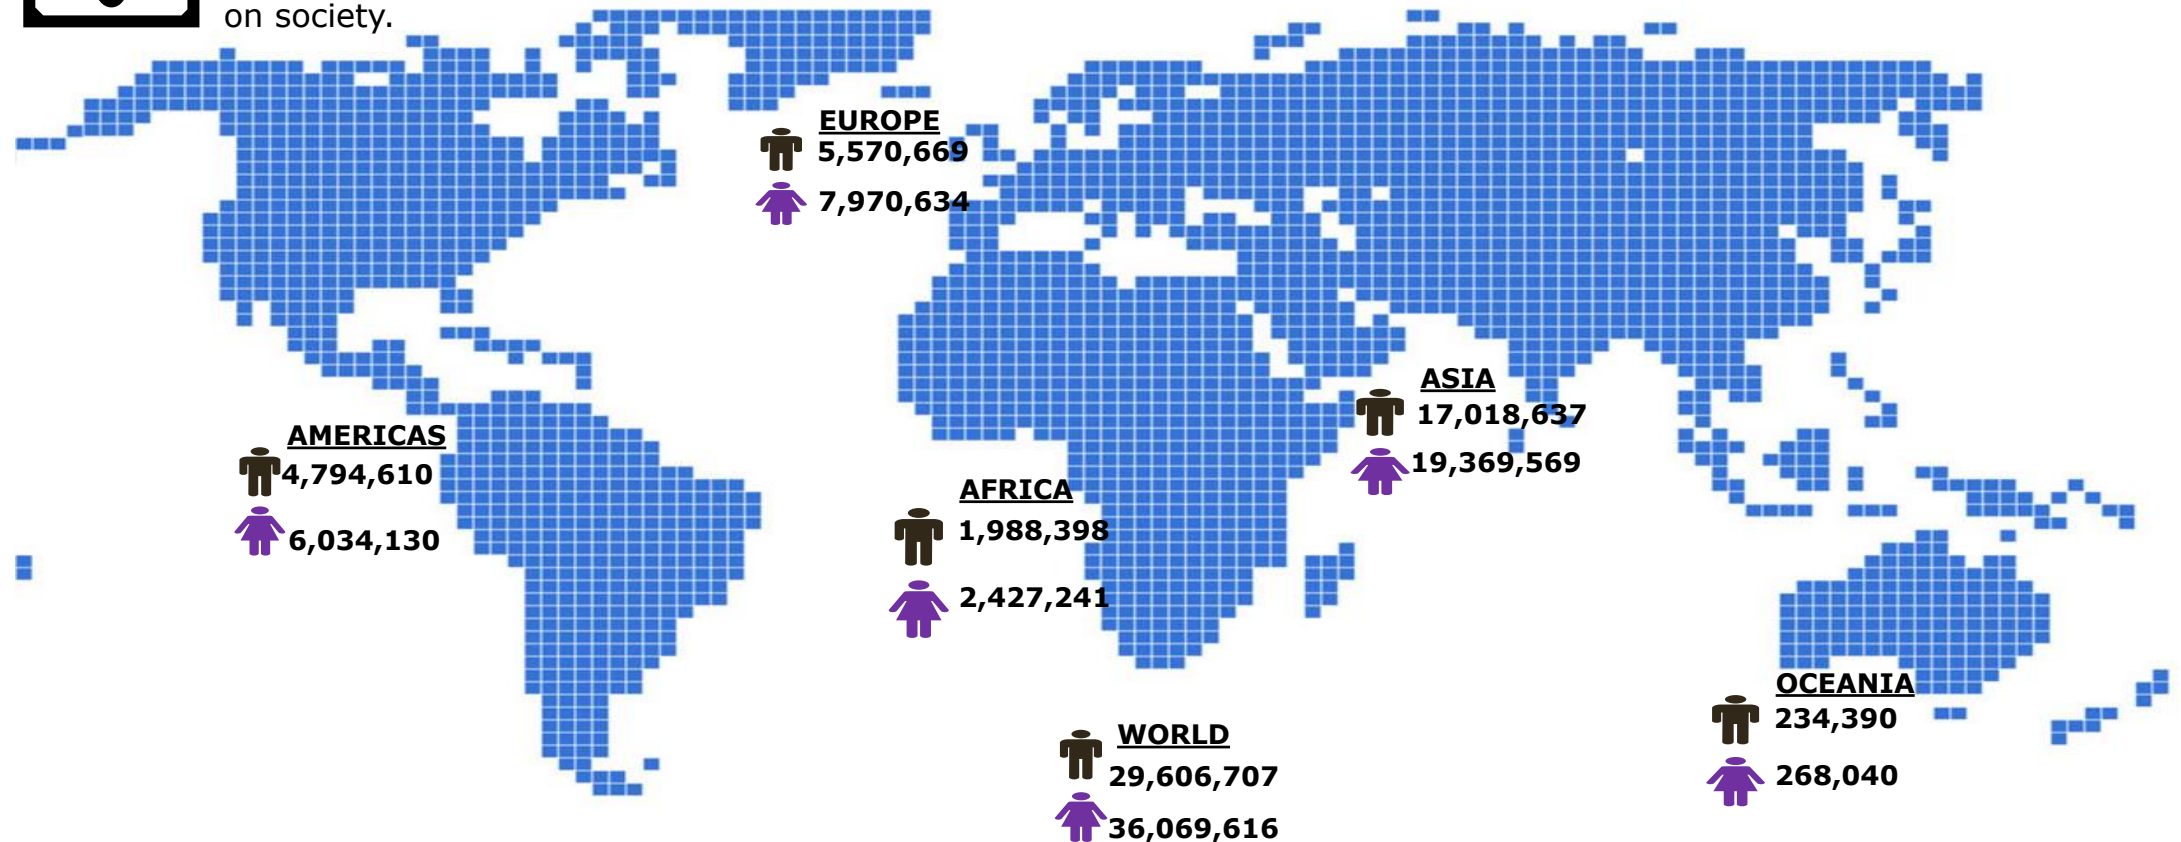 on society.
EUROPE
5,570,669
7,970,634
ASIA
17,018,637
19,369,569
AMERICAS
4,794,610
6,034,130
AFRICA
1,988,398
2,427,241
OCEANIA
234,390
268,040
WORLD
29,606,707
36,069,616